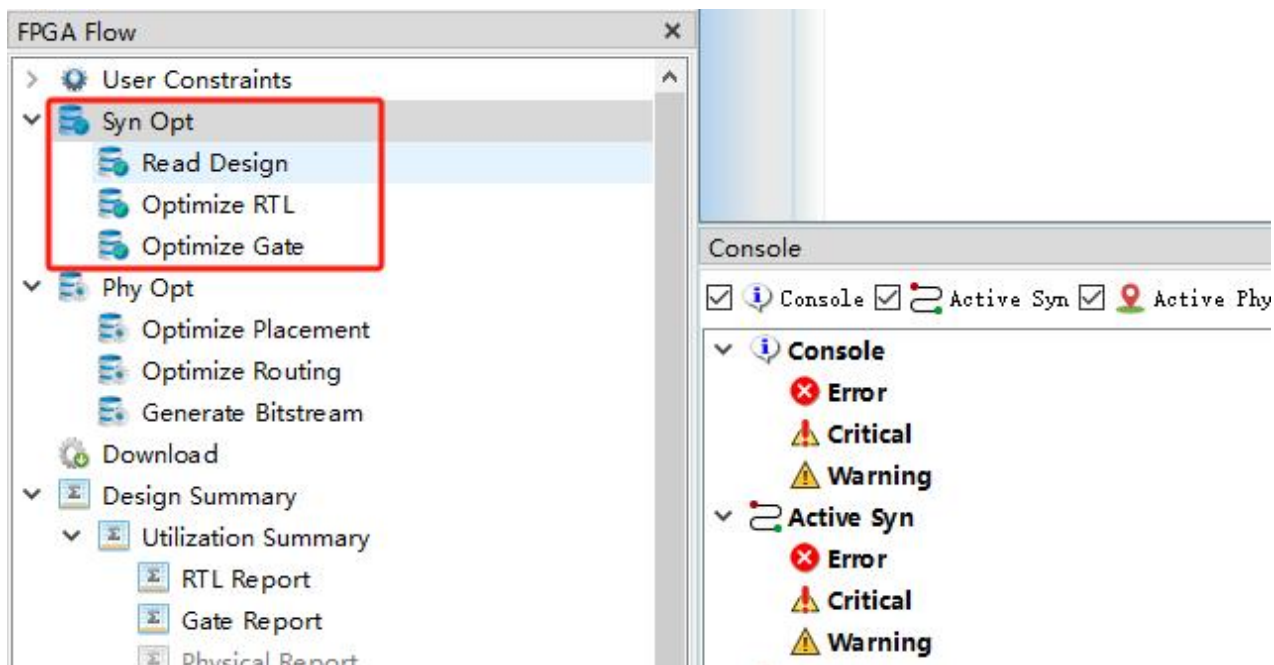 FPGA Flow
User Constraints
Syn Opt
Read Design
Optimize RTL
Optimize Gate
Phy Opt
Optimize Placement
Optimize Routing
Generate Bitstream
Download
Design Summary
Utilization Summary
RTL Report
Gate Report
Physical Report
Console
Console Active Syn Active Phy
Console
Error
Critical
Warning
Active Syn
Error
Critical
Warning